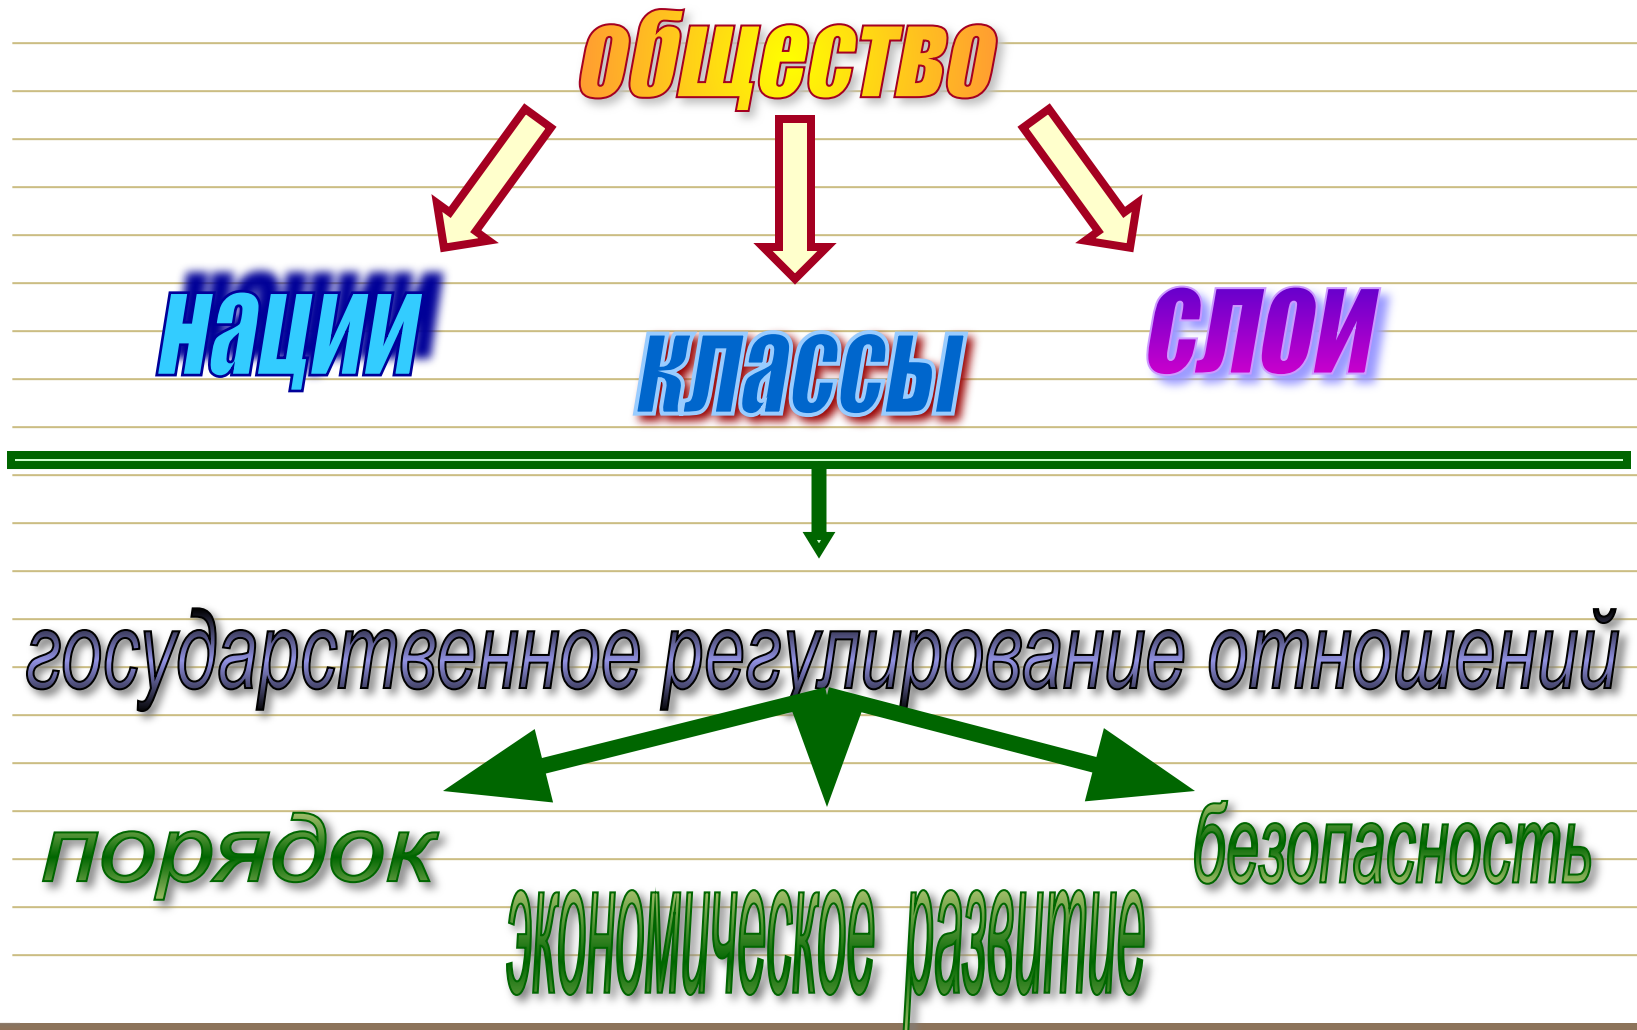 общество
нации
классы
слои
государственное регулирование отношений
порядок
экономическое развитие
безопасность